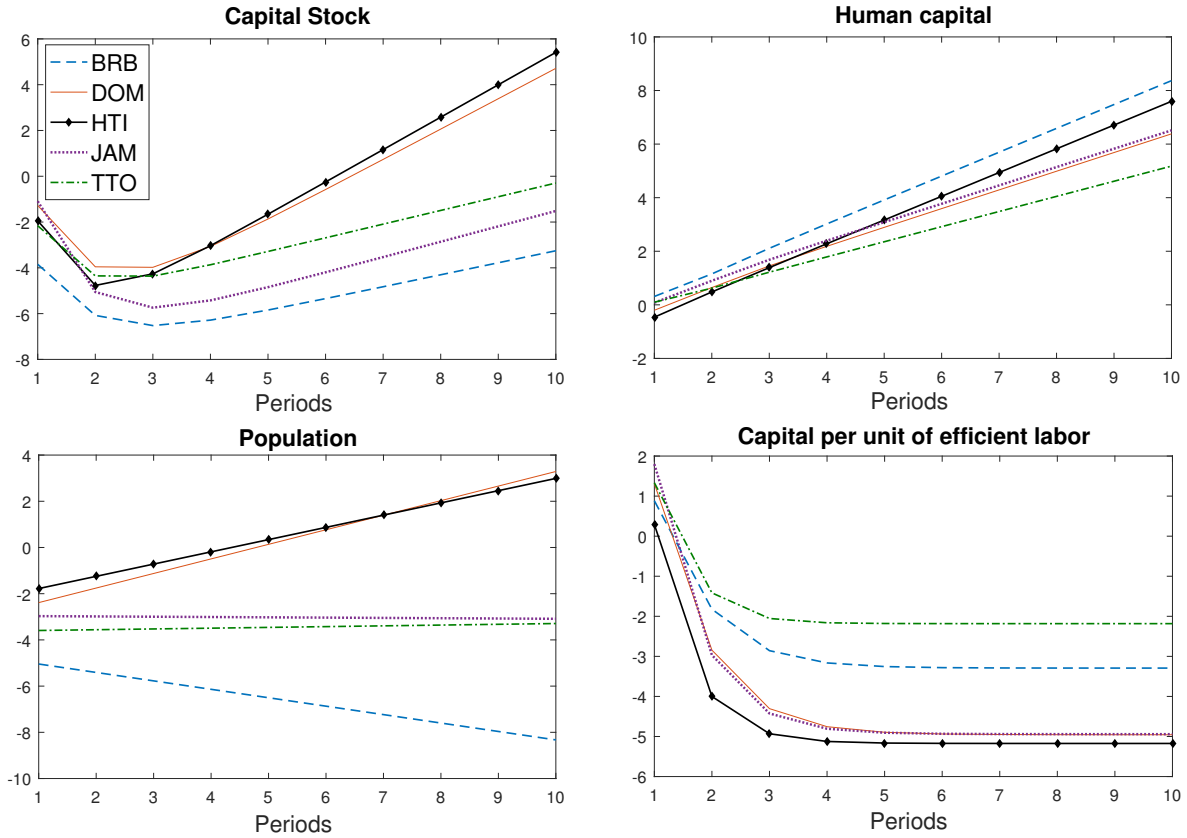 Capital Stock
6
4
2
0
-2
-4
-6
-8
BRB
DOM
HTI
JAM
TTO
1 2 3 4 5 6 7 8 9 10
Periods
Human capital
10
8
6
4
2
0
-2
1 2 3 4 5 6 7 8 9 10
Periods
Population
4
2
0
-2
-4
-6
-8
-10
1 2 3 4 5 6 7 8 9 10
Periods
Capital per unit of efficient labor
2
1
0
-1
-2
-3
-4
-5
-6
1 2 3 4 5 6 7 8 9 10
Periods